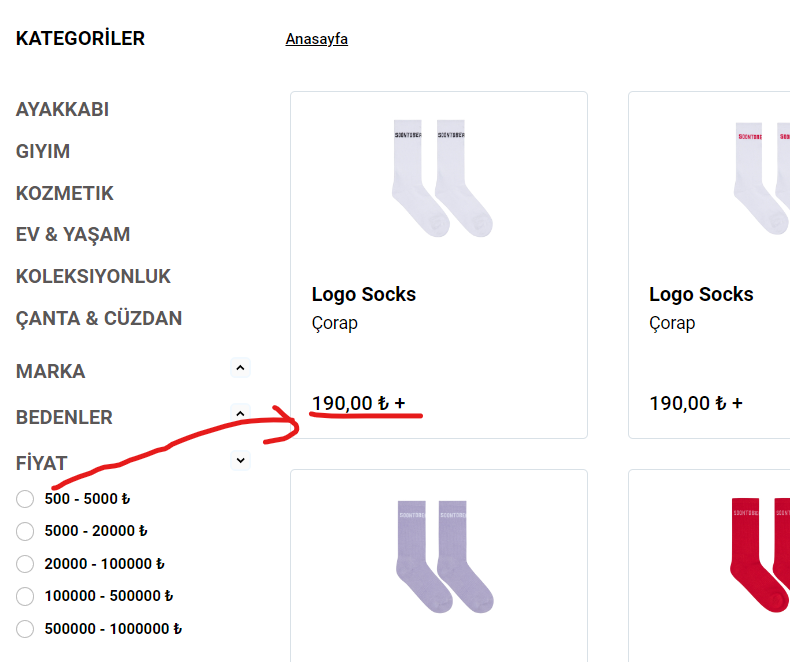 KATEGORİLER
Anasayfa
AYAKKABI
GIYIM
KOZMETIK
EV & YAŞAM
KOLEKSIYONLUK
ÇANTA & CÜZDAN
MARKA
BEDENLER
FİYAT
500 - 5000 ₺
5000 - 20000 ₺
20000 - 100000 ₺
100000 - 500000 ₺
500000 - 1000000 ₺
Logo Socks
Çorap
190,00 ₺ +
Logo Socks
Çorap
190,00 ₺ +